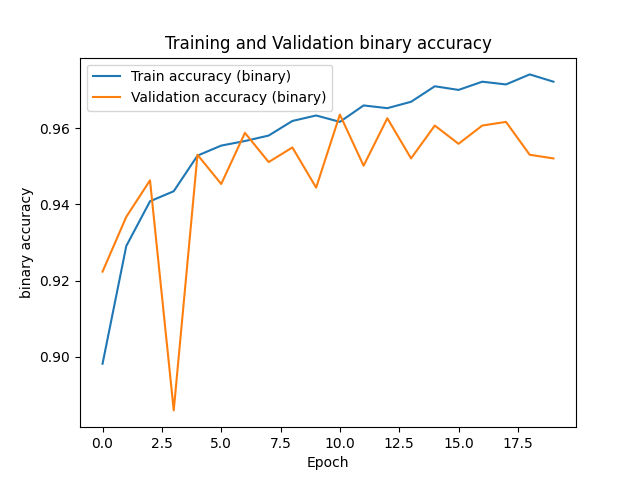 Training and Validation binary accuracy
Train accuracy (binary)
Validation accuracy (binary)
binary accuracy
0.96
0.94
0.92
0.90
0.0 2.5 5.0 7.5 10.0 12.5 15.0 17.5
Epoch